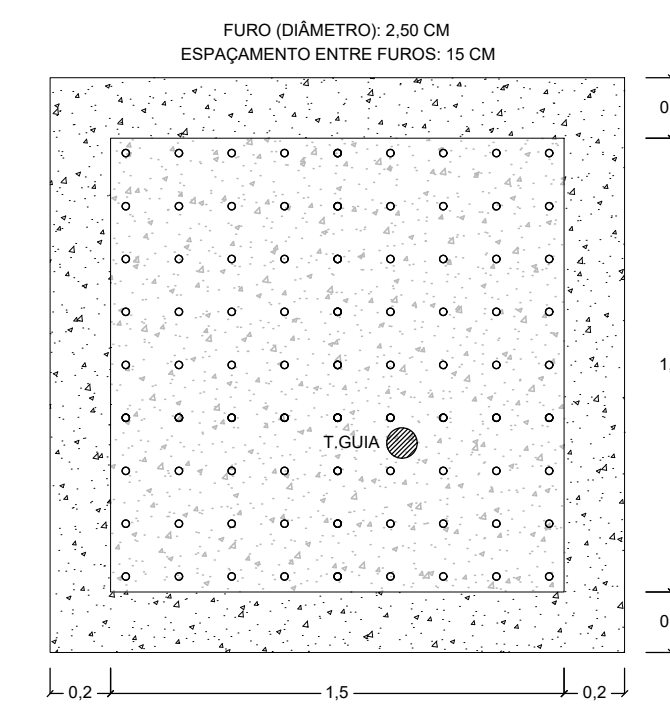 FURO (DIÂMETRO): 2,50 CM
ESPAÇAMENTO ENTRE FUROS: 15 CM
0
1,
T.GUIA
0
0,2
1,5
0,2